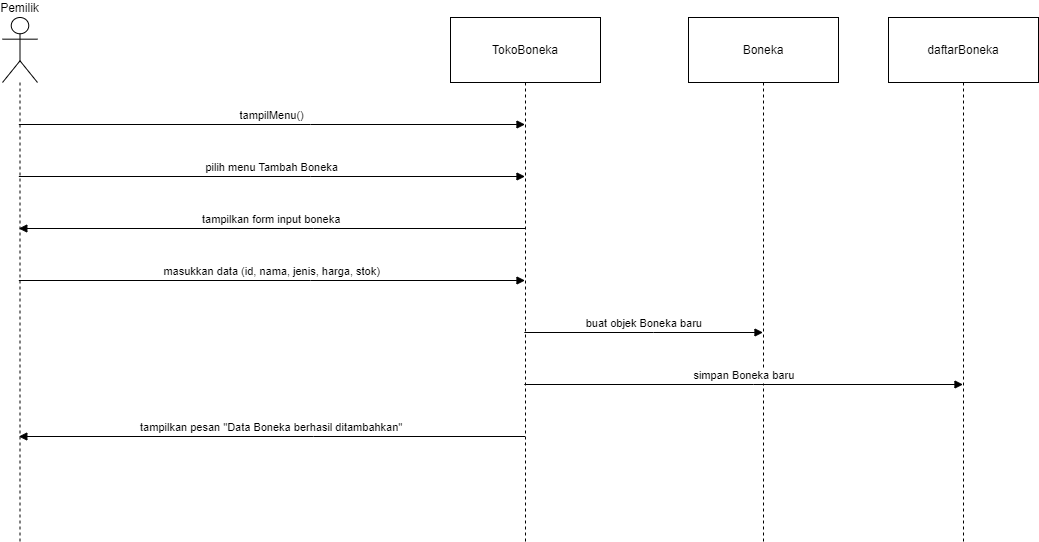 Pemilik
TokoBoneka
Boneka
daftarBoneka
tampilMenu()
pilih menu Tambah Boneka
tampilkan form input boneka
masukkan data (id, nama, jenis, harga, stok)
buat objek Boneka baru
simpan Boneka baru
tampilkan pesan "Data Boneka berhasil ditambahkan"